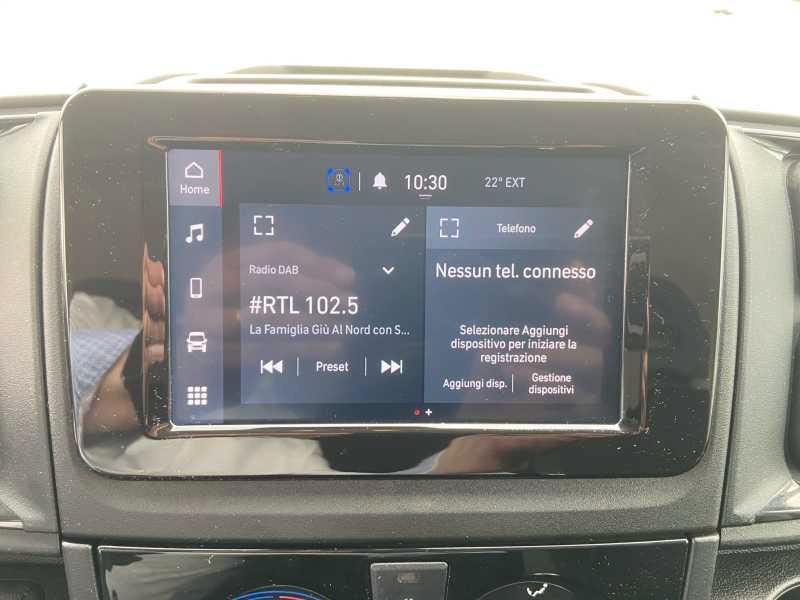 Home
10:30
22° EXT
Radio DAB
#RTL 102.5
La Famiglia Giù Al Nord con S...
Preset
Telefono
Nessun tel. connesso
Selezionare Aggiungi
dispositivo per iniziare la
registrazione
Aggiungi disp.
Gestione
dispositivi